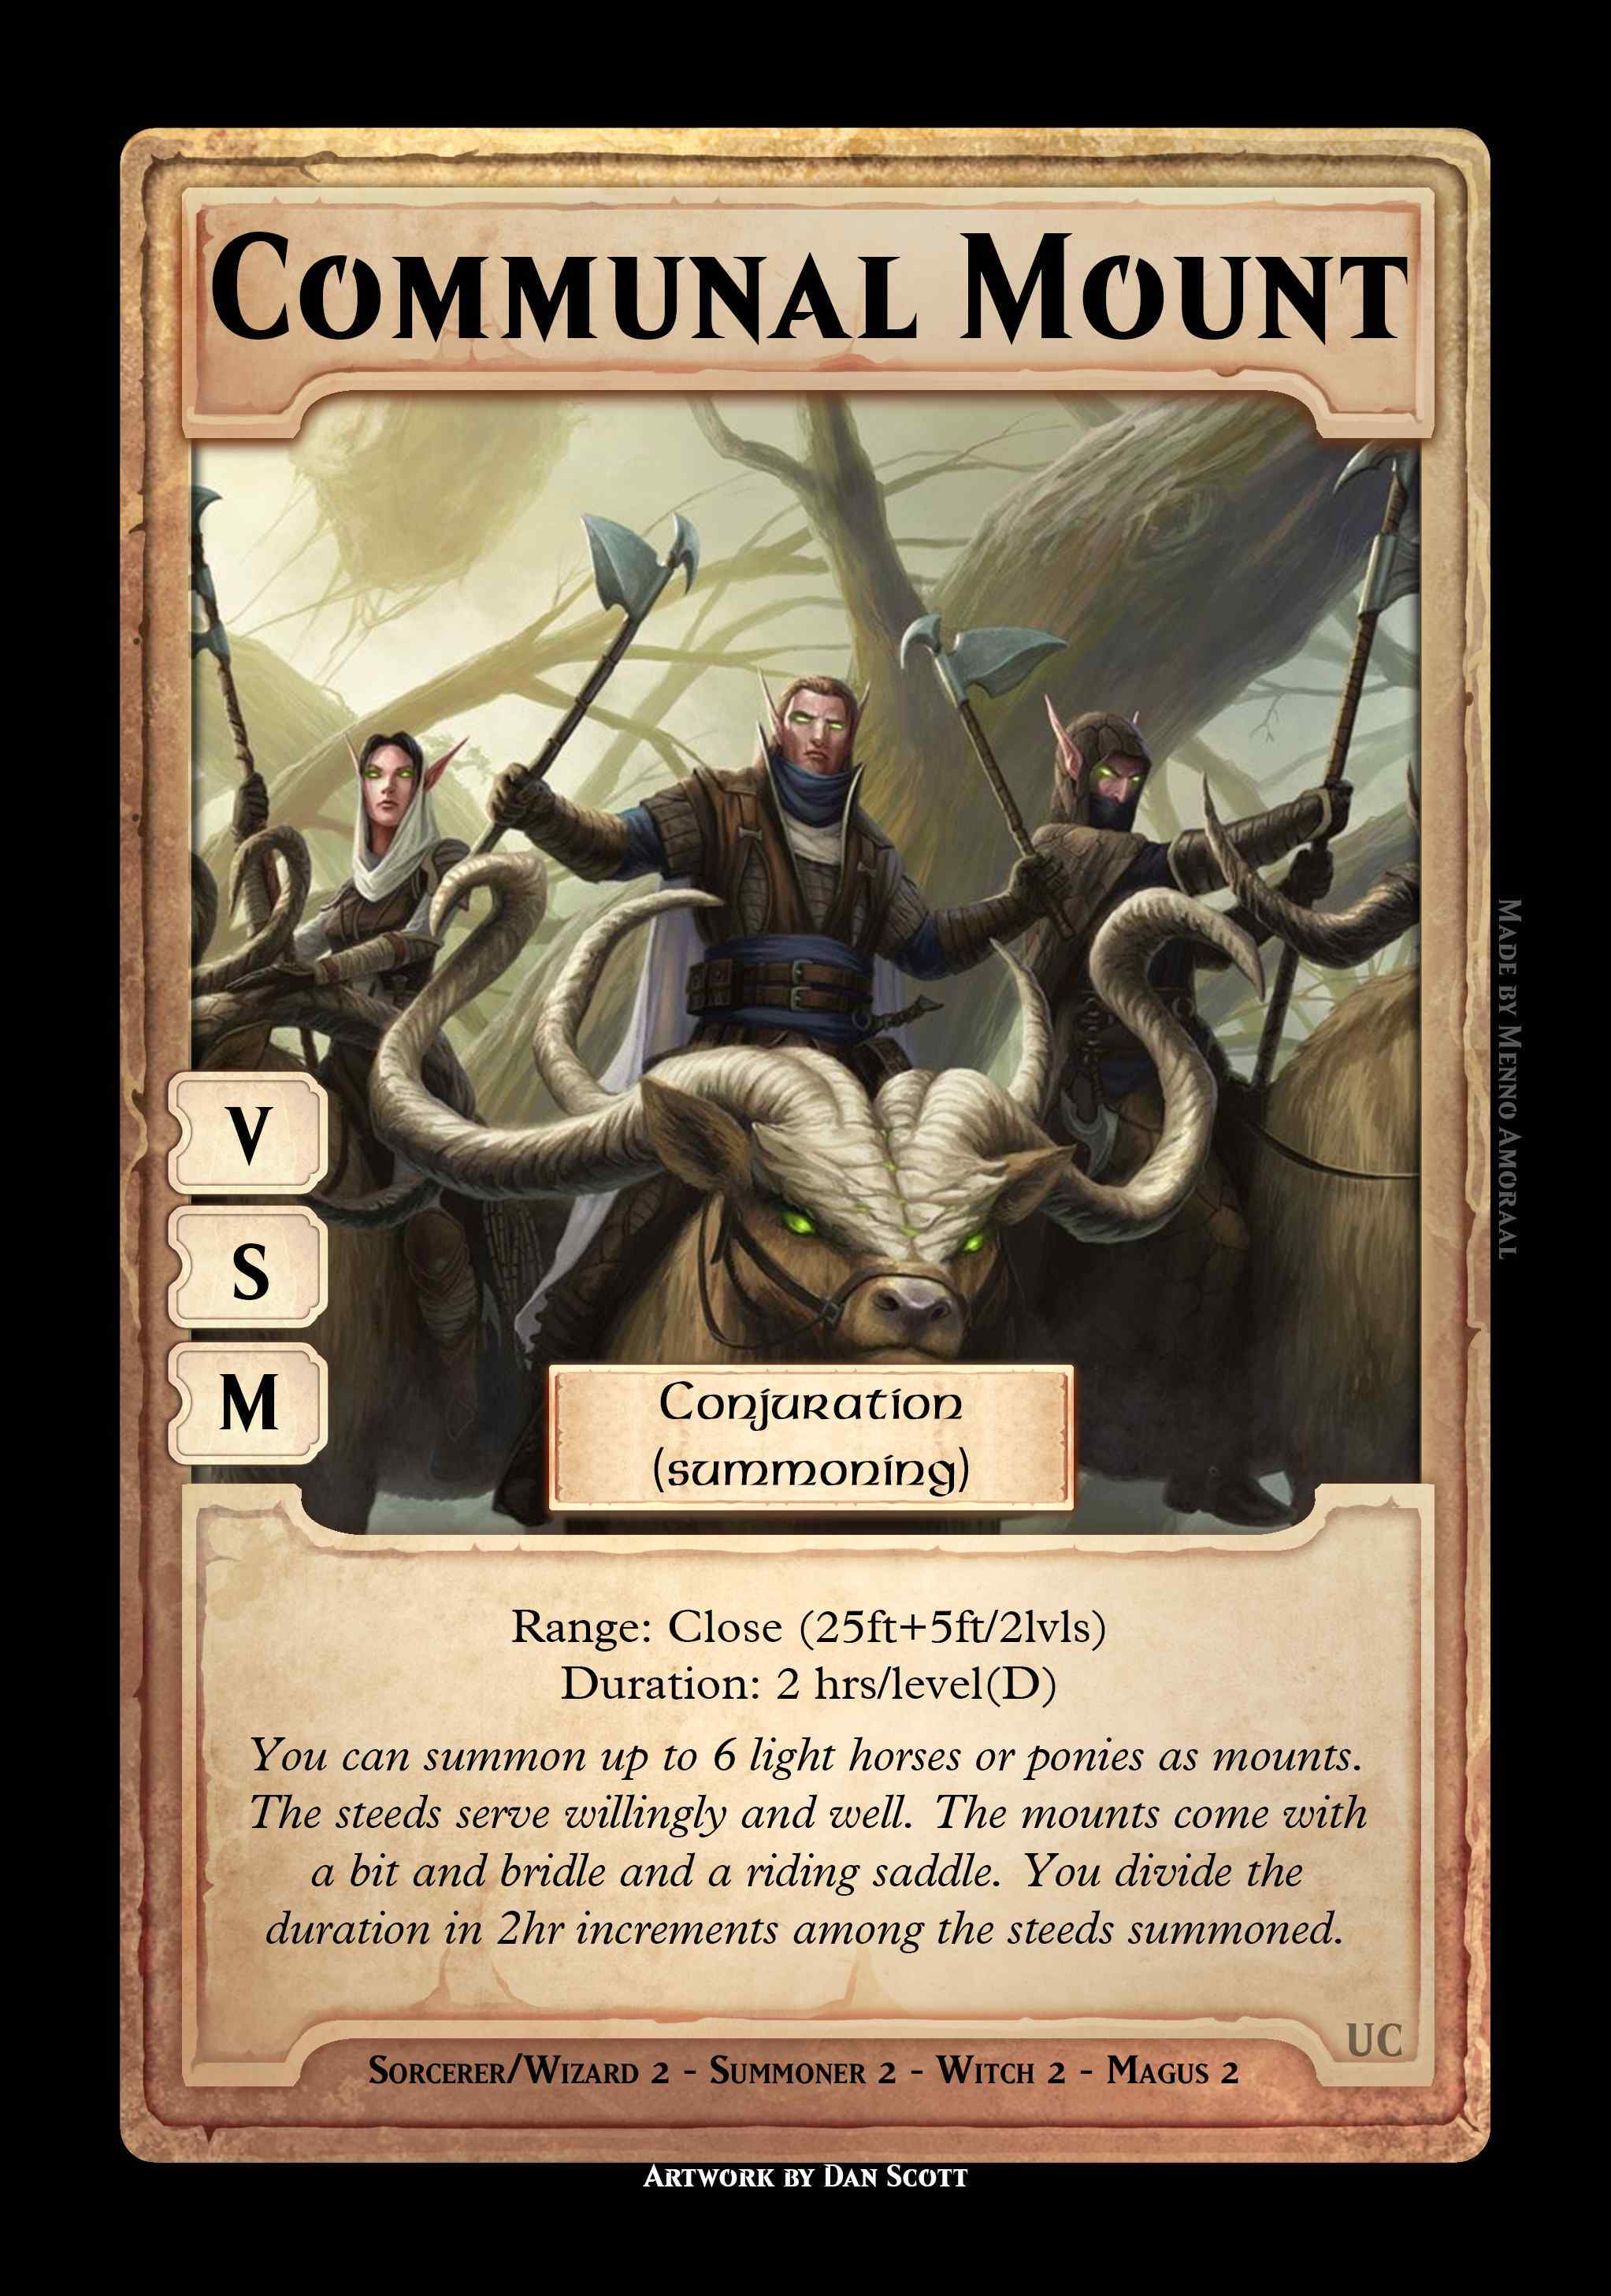 Communal Mount
V
S
M
Conjuration
(summoning)
Range: Close (25ft+5ft/2lvls)
Duration: 2 hrs/level(D)
You can summon up to 6 light horses or ponies as mounts.
The steeds serve willingly and well. The mounts come with
a bit and bridle and a riding saddle. You divide the
duration in 2hr increments among the steeds summoned.
UC
Sorcerer/Wizard 2 - Summoner 2 - Witch 2 - Magus 2
Artwork by Dan Scott
Made by Menno Amoraal